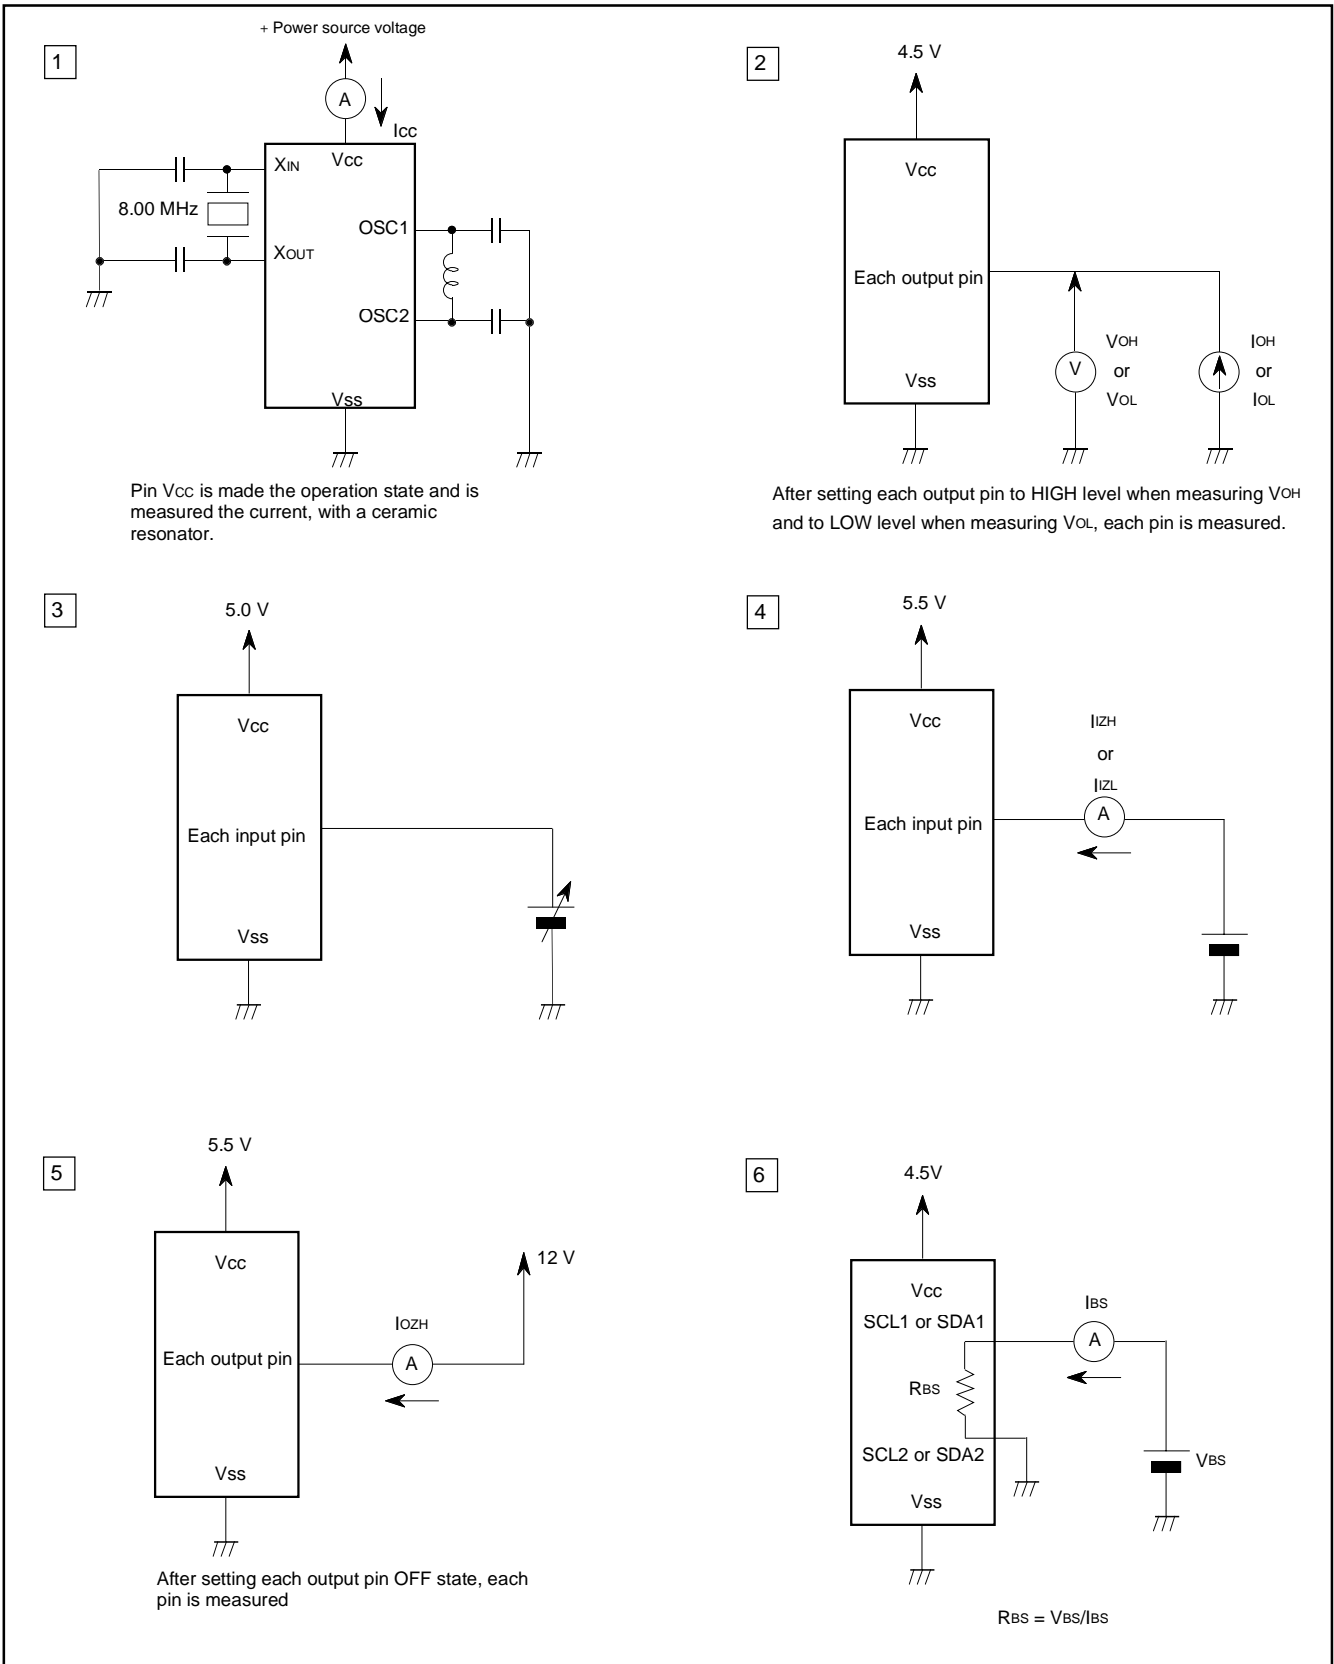 1
+ Power source voltage
A
Icc
XIN
Vcc
8.00 MHz
OSC1
XOUT
OSC2
Vss
Pin VCC is made the operation state and is
measured the current, with a ceramic
resonator.
2
4.5 V
Vcc
Each output pin
VOH
or
VOL
V
IOH
or
IOL
Vss
After setting each output pin to HIGH level when measuring VOH
and to LOW level when measuring VOL, each pin is measured.
3
5.0 V
Vcc
Each input pin
Vss
4
5.5 V
Vcc
IIZH
or
IIZL
A
Each input pin
Vss
5
5.5 V
Vcc
12 V
IOZH
A
Each output pin
Vss
After setting each output pin OFF state, each
pin is measured
6
4.5V
Vcc
SCL1 or SDA1
IBS
A
RBS
SCL2 or SDA2
VBS
Vss
RBS = VBS/IBS